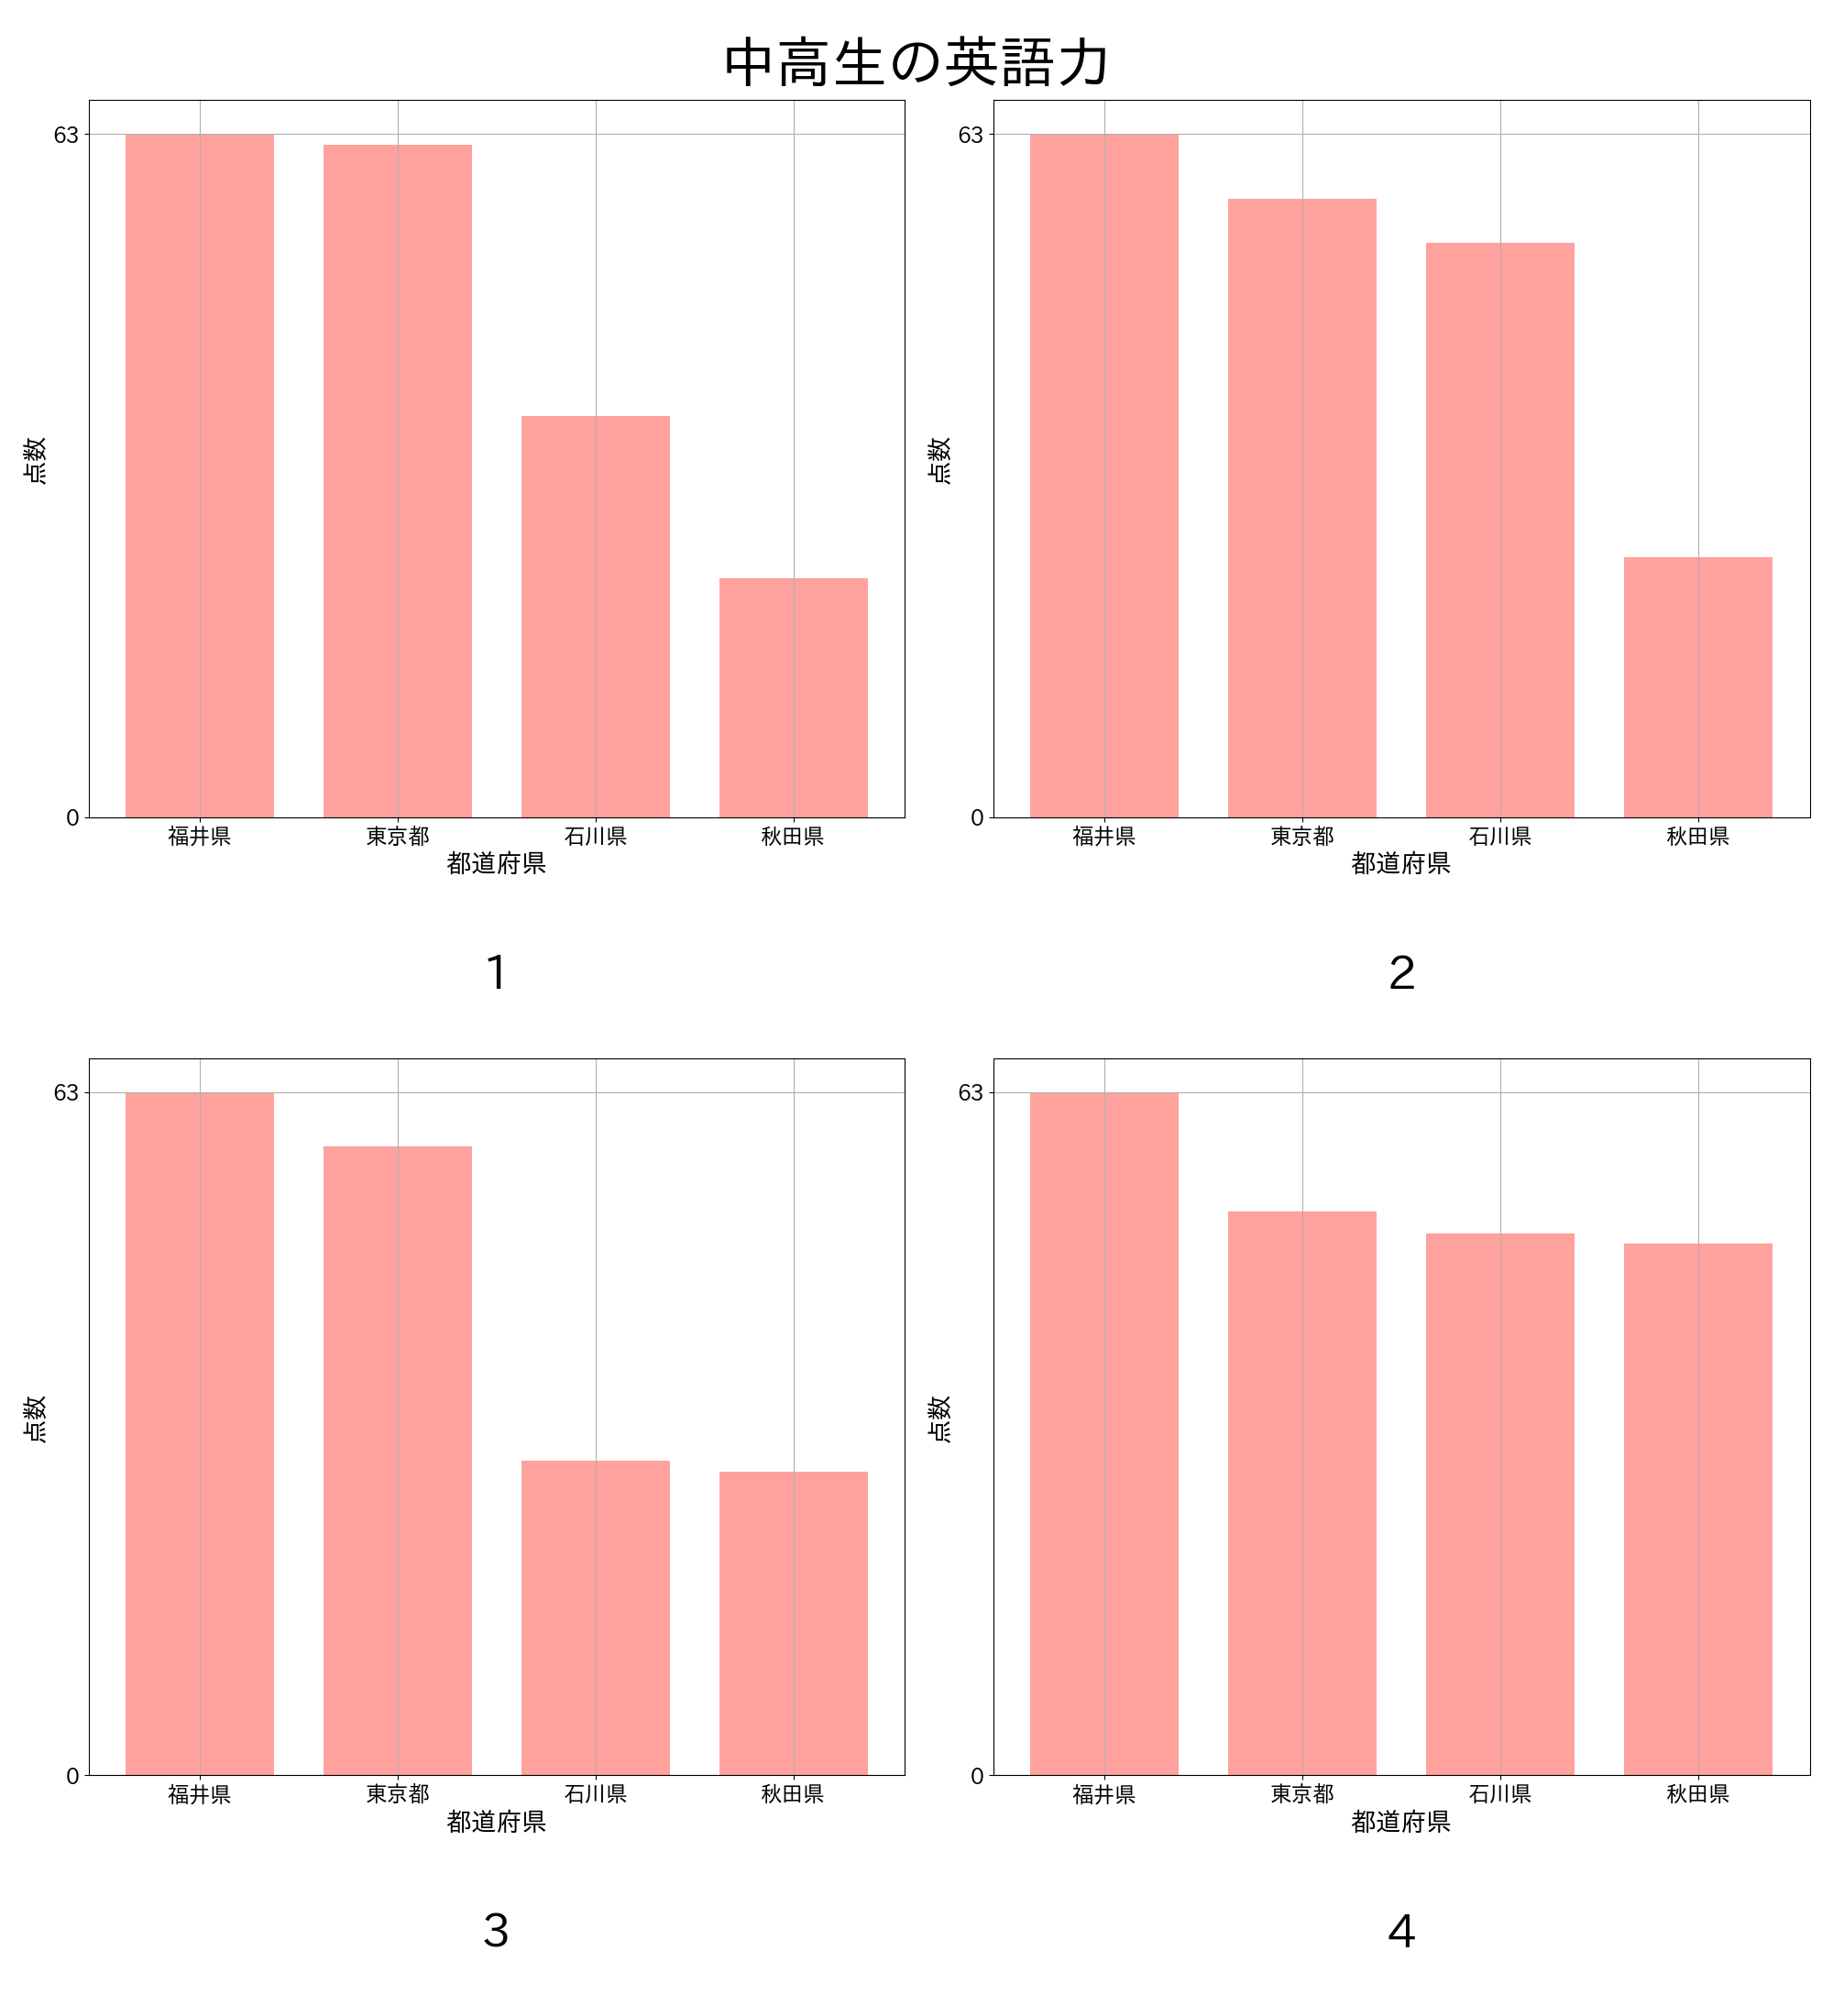 中高生の英語力
63
0
点数
福井県 東京都 石川県 秋田県
都道府県
1
63
0
点数
福井県 東京都 石川県 秋田県
都道府県
2
63
0
点数
福井県 東京都 石川県 秋田県
都道府県
3
63
0
点数
福井県 東京都 石川県 秋田県
都道府県
4